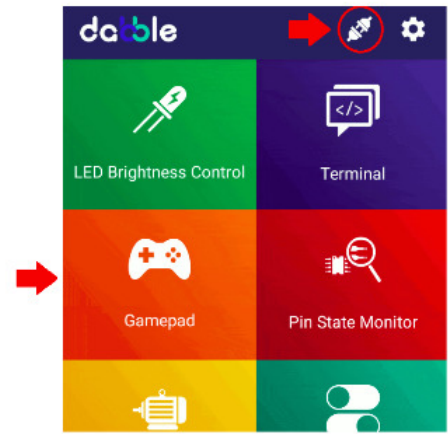 dabble
LED Brightness Control
</>
Terminal
Gamepad
Pin State Monitor